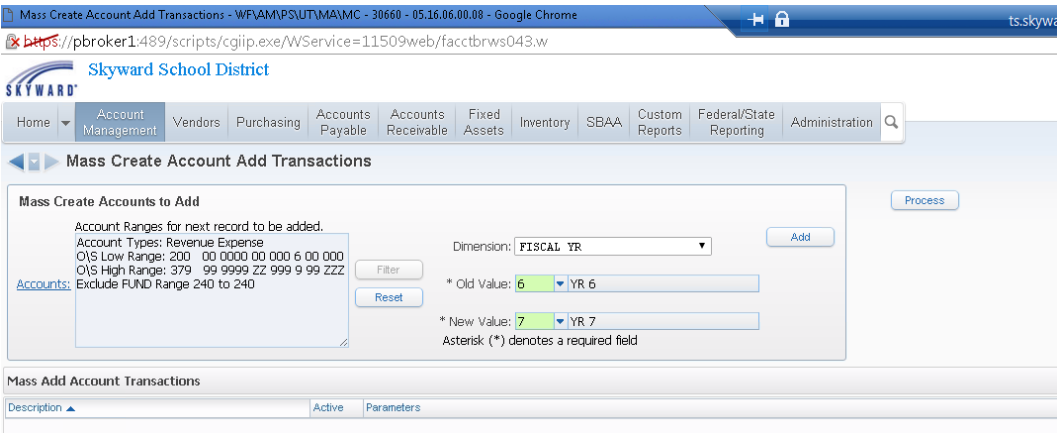 Mass Create Account Add Transactions - WF\AM\PS\UT\MA\MC - 30660 - 05.16.06.00.08 - Google Chrome
ts.skywa
https://pbroker1:489/scripts/cgiip.exe/WService=11509web/facctbrws043.w
SKYWARD
Skyward School District
Home
Account Management
Vendors
Purchasing
Accounts Payable
Accounts Receivable
Fixed Assets
Inventory
SBAA
Custom Reports
Federal/State Reporting
Administration
Mass Create Account Add Transactions
Mass Create Accounts to Add
Process
Account Ranges for next record to be added.
Account Types: Revenue Expense
O\S Low Range: 200 00 0000 00 000 6 00 000
O\S High Range: 379 99 9999 ZZ 999 9 99 ZZZ
Exclude FUND Range 240 to 240
Accounts:
Filter
Reset
Dimension: FISCAL YR
Add
* Old Value: 6 YR 6
* New Value: 7 YR 7
Asterisk (*) denotes a required field
Mass Add Account Transactions
Description Active Parameters